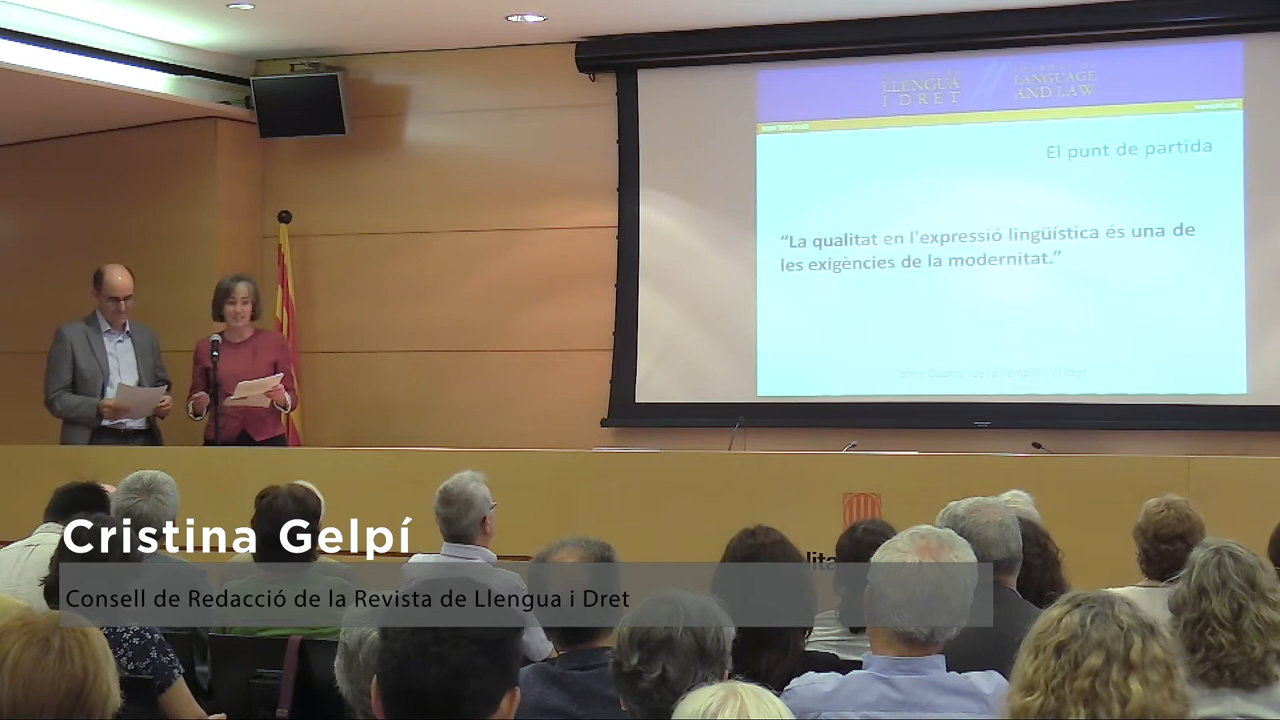 LLENGUA
I DRET
LANGUAGE
AND LAW
El punt de partida
“La qualitat en l'expressió lingüística és una de
les exigències de la modernitat.”
Cristina Gelpí
Consell de Redacció de la Revista de Llengua i Dret